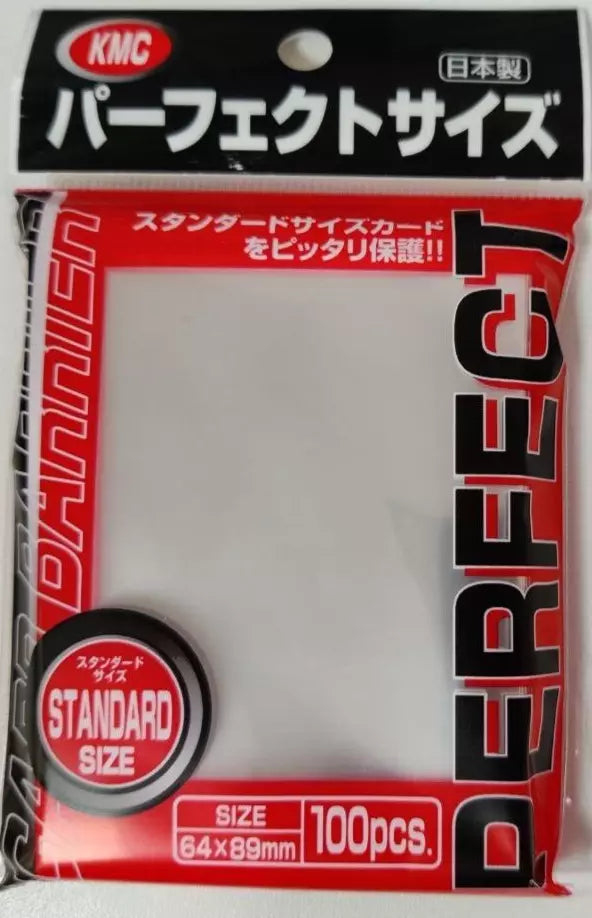 KMC
日本製
パーフェクトサイズ
スタンダードサイズカード
をピッタリ保護!!
PERFECT
CARD BARRIER
スタンダード
サイズ
STANDARD
SIZE
SIZE
64×89mm
100pcs.